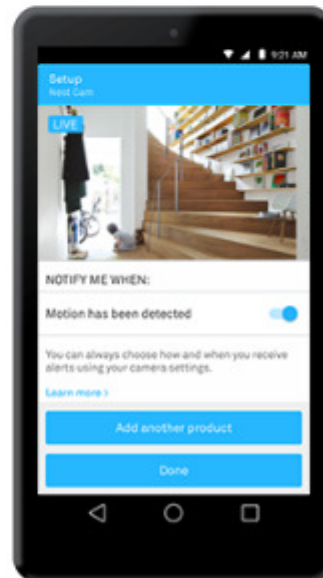 9:21 AM
Setup
Nest Cam
LIVE
NOTIFY ME WHEN:
Motion has been detected
You can always choose how and when you receive
alerts using your camera settings.
Learn more >
Add another product
Done